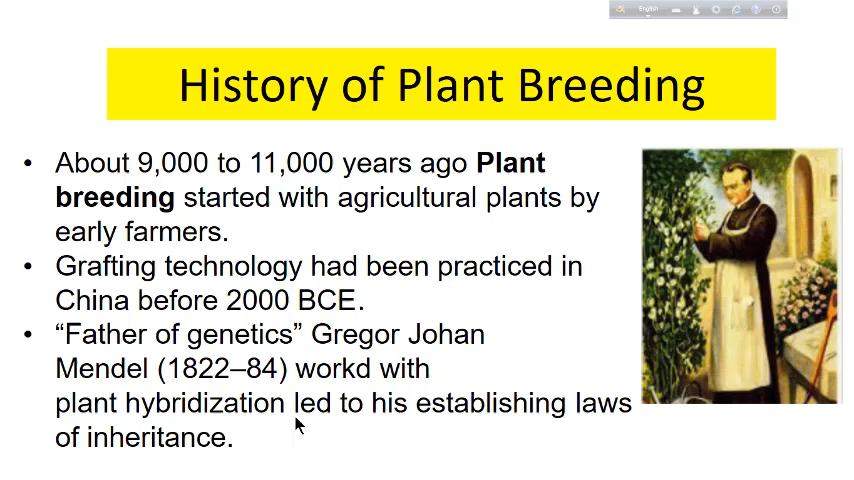 English
History of Plant Breeding
• About 9,000 to 11,000 years ago Plant
breeding started with agricultural plants by
early farmers.
• Grafting technology had been practiced in
China before 2000 BCE.
• “Father of genetics” Gregor Johan
Mendel (1822–84) workd with
plant hybridization led to his establishing laws
of inheritance.